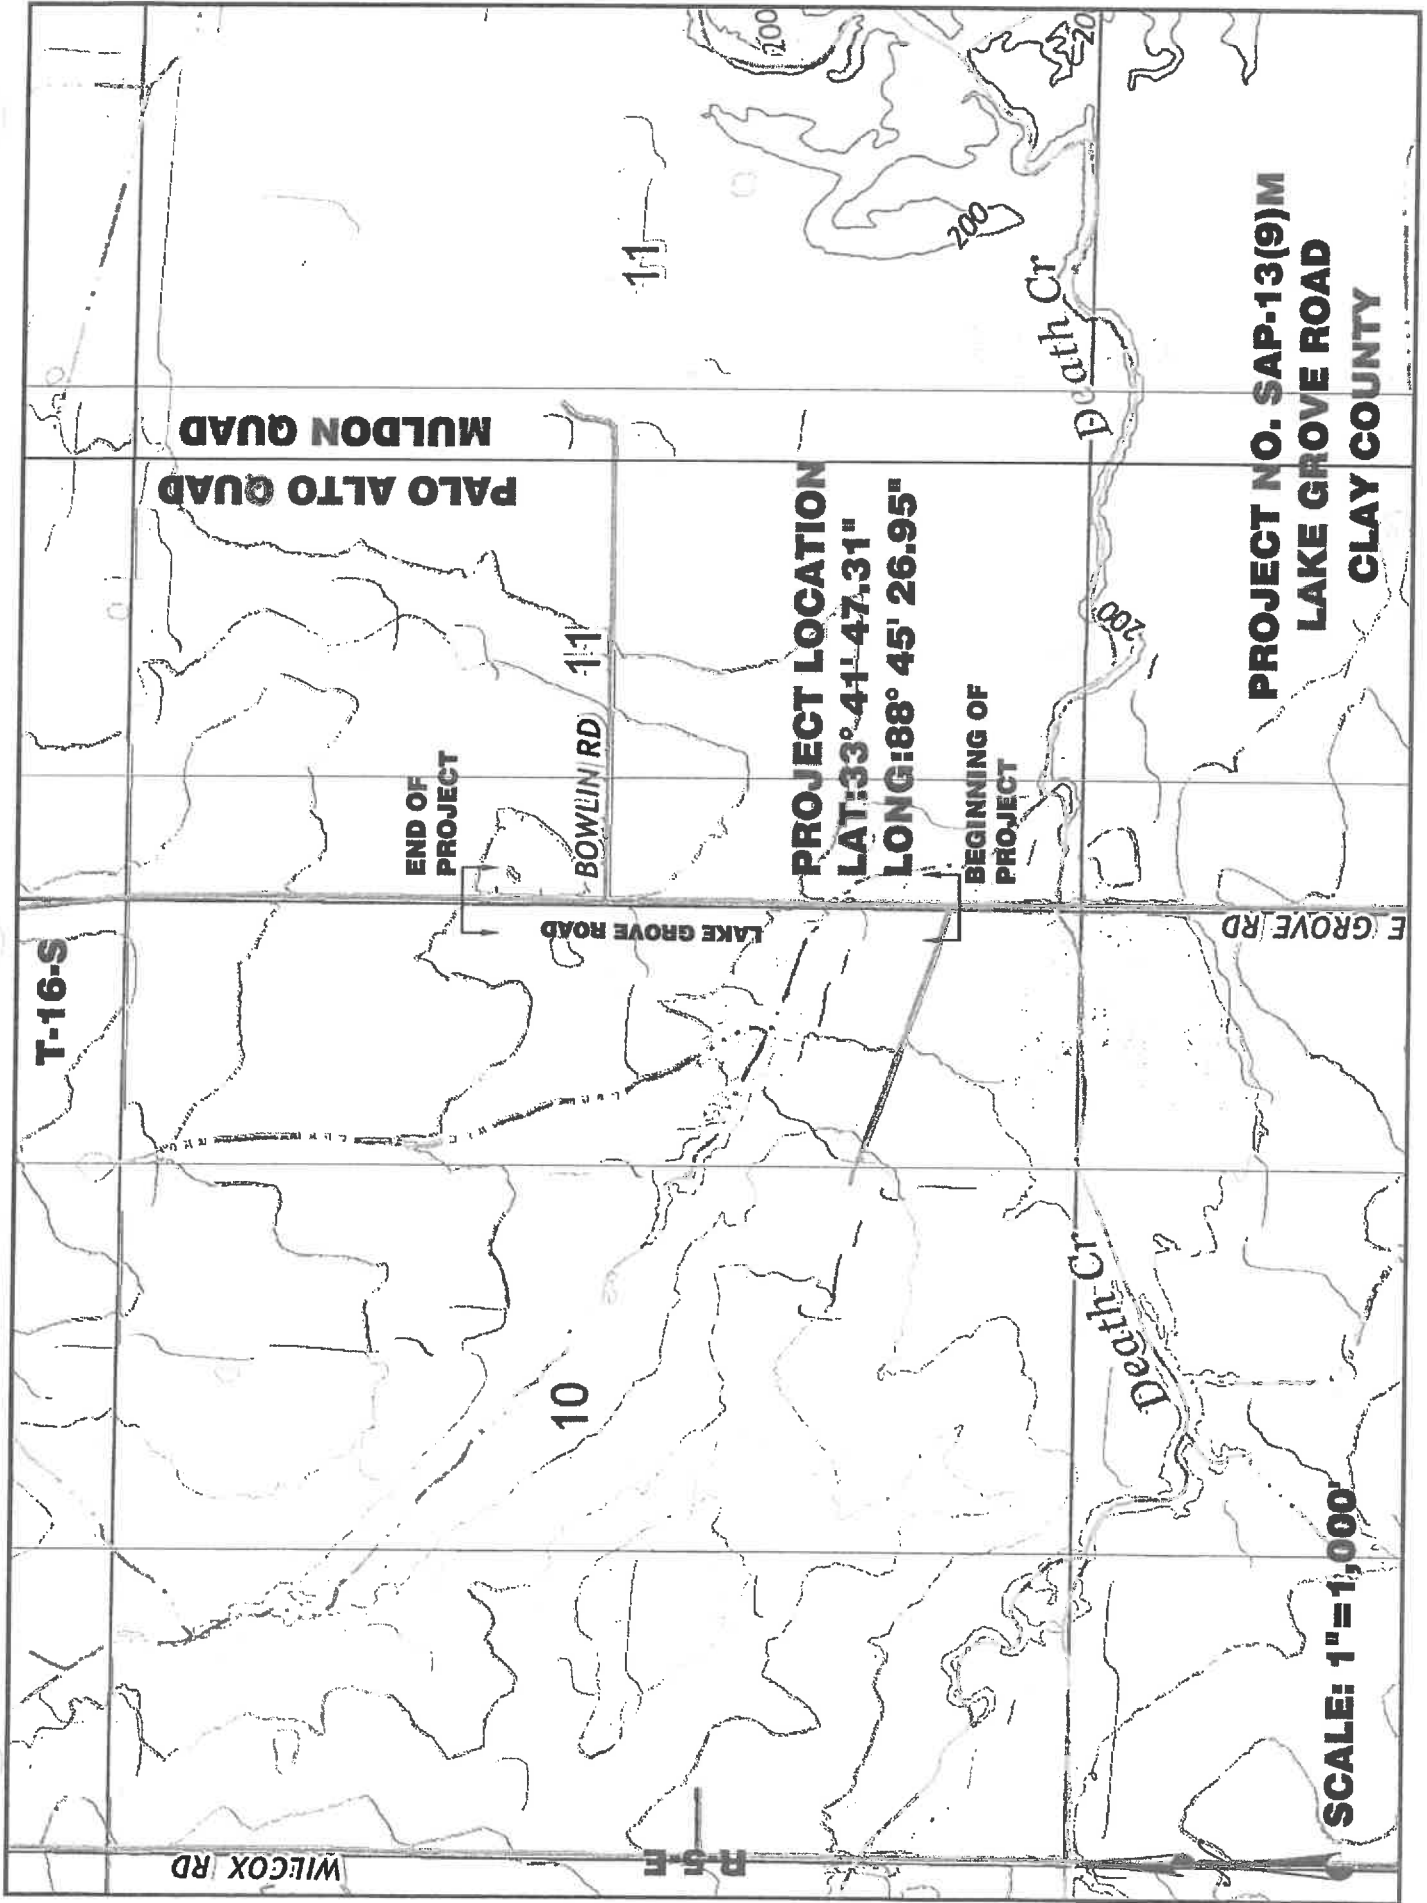 T-16-S
MULDON QUAD
PALO ALTO QUAD
11
11
200
20
200
Death Cr
END OF
PROJECT
BOWLIN RD
LAKE GROVE ROAD
PROJECT LOCATION
LAT:33° 41' 47.31"
LONG:88° 45' 26.95"
BEGINNING OF
PROJECT
200
E GROVE RD
10
Death Cr
WILCOX RD
R-5-E
SCALE: 1"=1,000'
PROJECT NO. SAP-13(9)M
LAKE GROVE ROAD
CLAY COUNTY